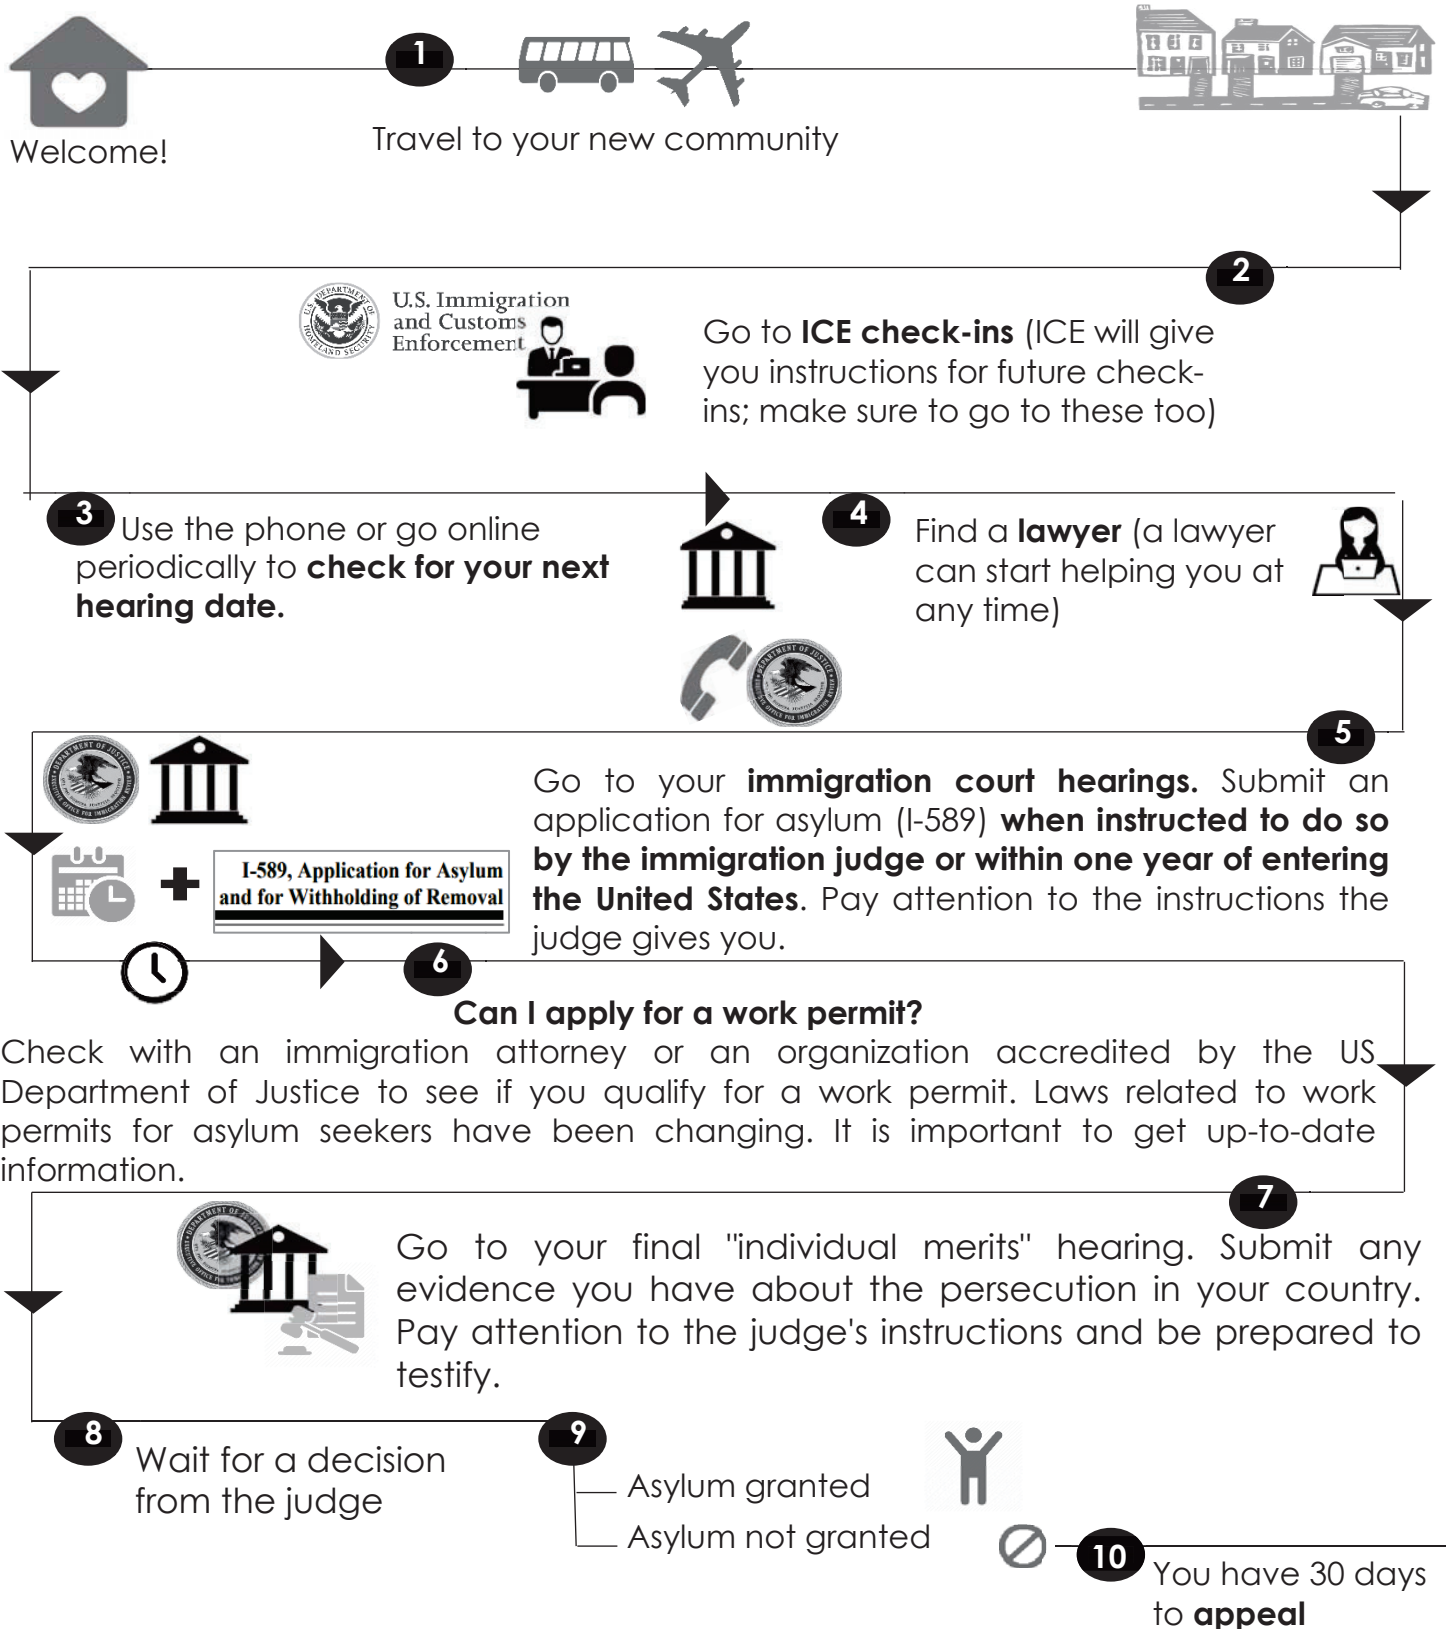 1
Welcome!
Travel to your new community
2
U.S. Immigration
and Customs
Enforcement
Go to ICE check-ins (ICE will give
you instructions for future check-
ins; make sure to go to these too)
3
Use the phone or go online
periodically to check for your next
hearing date.
4
Find a lawyer (a lawyer
can start helping you at
any time)
5
Go to your immigration court hearings. Submit an
application for asylum (I-589) when instructed to do so
by the immigration judge or within one year of entering
the United States. Pay attention to the instructions the
judge gives you.
I-589, Application for Asylum
and for Withholding of Removal
6
Can I apply for a work permit?
Check with an immigration attorney or an organization accredited by the US
Department of Justice to see if you qualify for a work permit. Laws related to work
permits for asylum seekers have been changing. It is important to get up-to-date
information.
7
Go to your final "individual merits" hearing. Submit any
evidence you have about the persecution in your country.
Pay attention to the judge's instructions and be prepared to
testify.
8
Wait for a decision
from the judge
9
Asylum granted
Asylum not granted
10
You have 30 days
to appeal